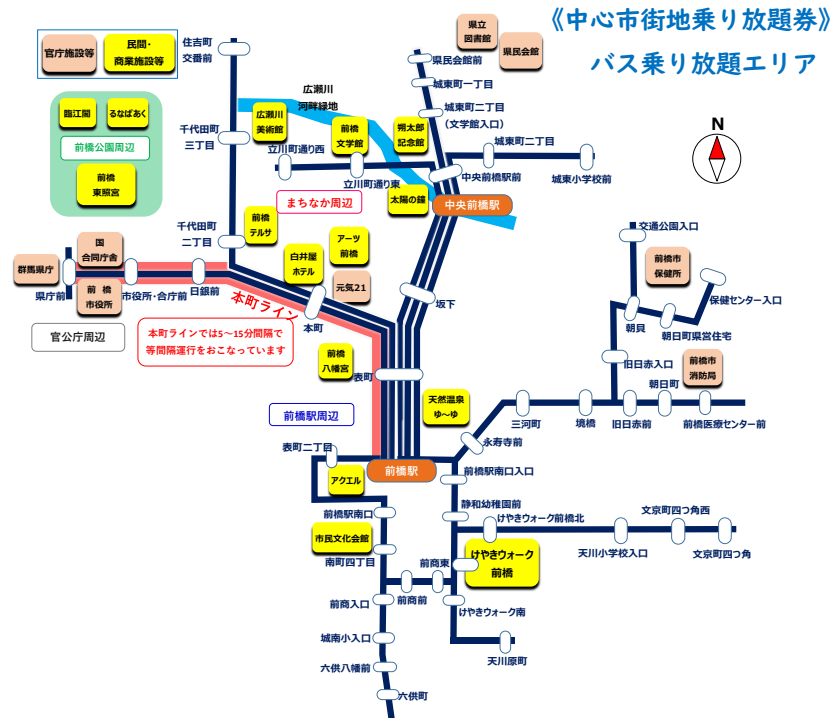 《中心市街地乗り放題券》
バス乗り放題エリア
官庁施設等
民間・
商業施設等
住吉町
交番前
県立
図書館
県民会館
県民会館前
城東町一丁目
城東町二丁目
(文学館入口)
広瀬川
河畔緑地
臨江閣
るなぱあく
前橋公園周辺
前橋
東照宮
千代田町
三丁目
広瀬川
美術館
前橋
文学館
朔太郎
記念館
立川町通り西
立川町通り東
城東町二丁目
城東小学校前
中央前橋駅前
N
まちなか周辺
太陽の鐘
中央前橋駅
千代田町
二丁目
前橋
テルサ
白井屋
ホテル
アーツ
前橋
元気21
交通公園入口
前橋市
保健所
保健センター入口
群馬県庁
国
合同庁舎
前橋
市役所
県庁前
市役所・合庁前
日銀前
本町ライン
本町
坂下
朝貝
朝日町県営住宅
官公庁周辺
本町ラインでは5~15分間隔で
等間隔運行をおこなっています
前橋
八幡宮
表町
旧日赤入口
前橋市
消防局
朝日町
天然温泉
ゆ～ゆ
前橋駅周辺
三河町
境橋
旧日赤前
前橋医療センター前
永寿寺前
表町二丁目
前橋駅
前橋駅南口入口
アクエル
静和幼稚園前
前橋駅南口
けやきウォーク前橋北
文京町四つ角西
市民文化会館
天川小学校入口
文京町四つ角
南町四丁目
前商東
けやきウォーク
前橋
前商入口
前商前
けやきウォーク南
城南小入口
天川原町
六供八幡前
六供町